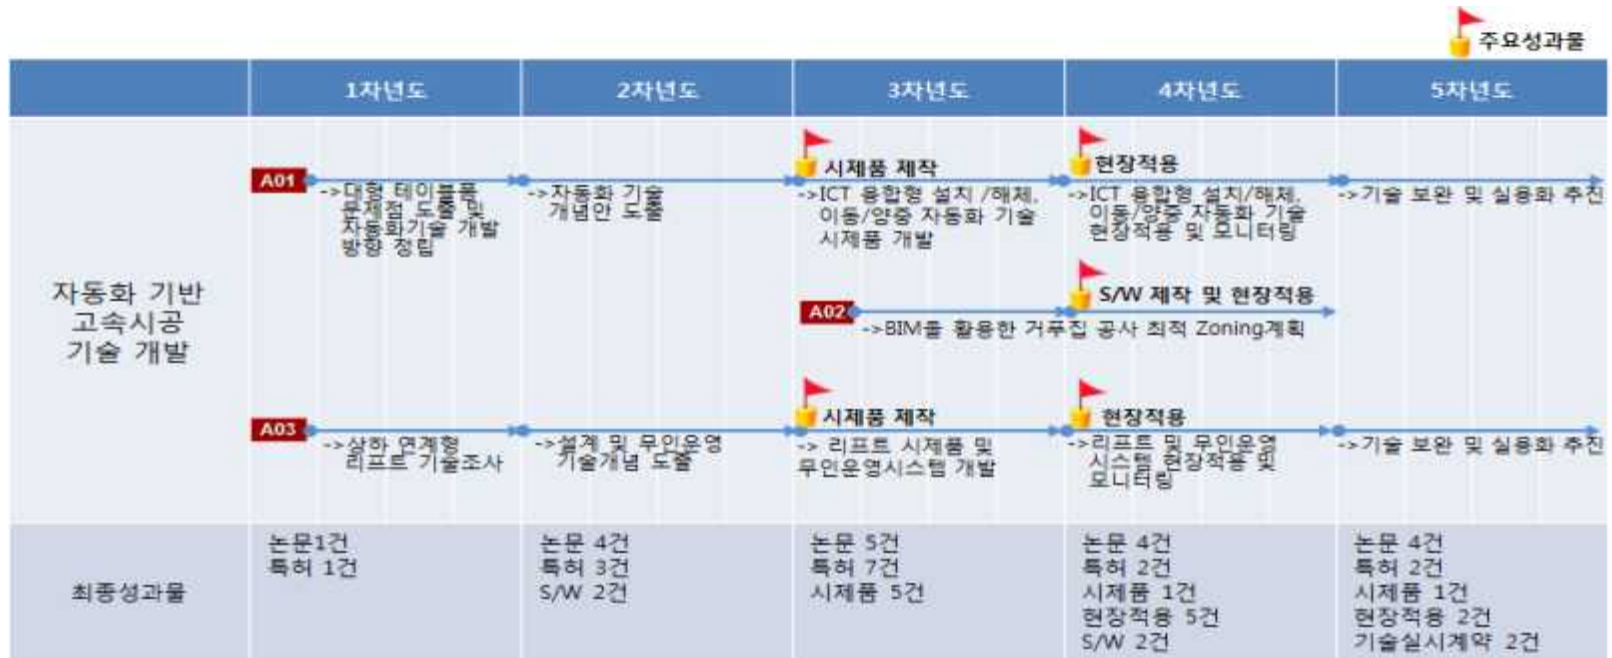 주요성과물
1차년도
2차년도
3차년도
4차년도
5차년도
자동화 기반
고속시공
기술 개발
A01
->대형 테이블폼
문제점 도출 및
자동화기술 개발
방향 정립
->자동화 기술
개념안 도출
시제품 제작
->ICT 융합형 설치 /해체,
이동/양중 자동화 기술
시제품 개발
현장적용
->ICT 융합형 설치/해체,
이동/양중 자동화 기술
현장적용 및 모니터링
->기술 보완 및 실용화 추진
A02
S/W 제작 및 현장적용
->BIM을 활용한 거푸집 공사 최적 Zoning계획
A03
->상하 연계형
리프트 기술조사
->설계 및 무인운영
기술개념 도출
시제품 제작
-> 리프트 시제품 및
무인운영시스템 개발
현장적용
->리프트 및 무인운영
시스템 현장적용 및
모니터링
->기술 보완 및 실용화 추진
최종성과물
논문1건
특허 1건
논문 4건
특허 3건
S/W 2건
논문 5건
특허 7건
시제품 5건
논문 4건
특허 2건
시제품 1건
현장적용 5건
S/W 2건
논문 4건
특허 2건
시제품 1건
현장적용 2건
기술실시계약 2건